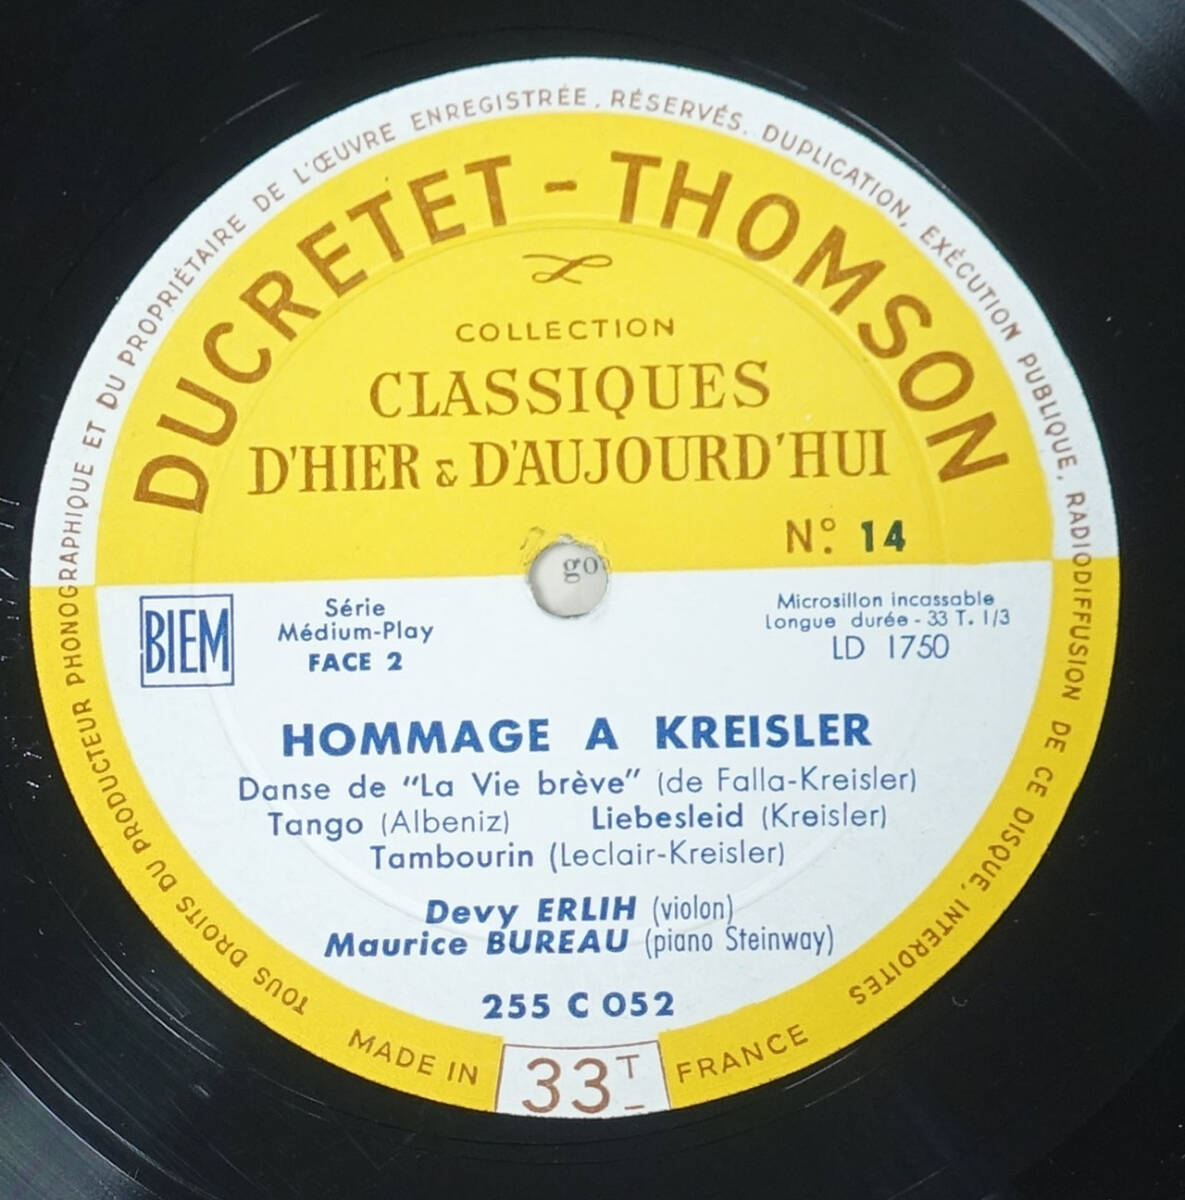 TOUS DROITS DU PRODUCTEUR PHONOGRAPHIQUE ET DU PROPRIÉTAIRE DE L'ŒUVRE ENREGISTRÉE, RÉSERVÉS. DUPLICATION, EXÉCUTION PUBLIQUE, RADIODIFFUSION DE CE DISQUE, INTERDITES
DUCRETET - THOMSON
COLLECTION
CLASSIQUES
D'HIER & D'AUJOURD'HUI
N° 14
go
BIEM
Série
Médium-Play
FACE 2
Microsillon incassable
Longue durée - 33 T. 1/3
LD 1750
HOMMAGE A KREISLER
Danse de "La Vie brève" (de Falla-Kreisler)
Tango (Albeniz) Liebesleid (Kreisler)
Tambourin (Leclair-Kreisler)
Devy ERLIH (violon)
Maurice BUREAU (piano Steinway)
255 C 052
MADE IN FRANCE
33 T